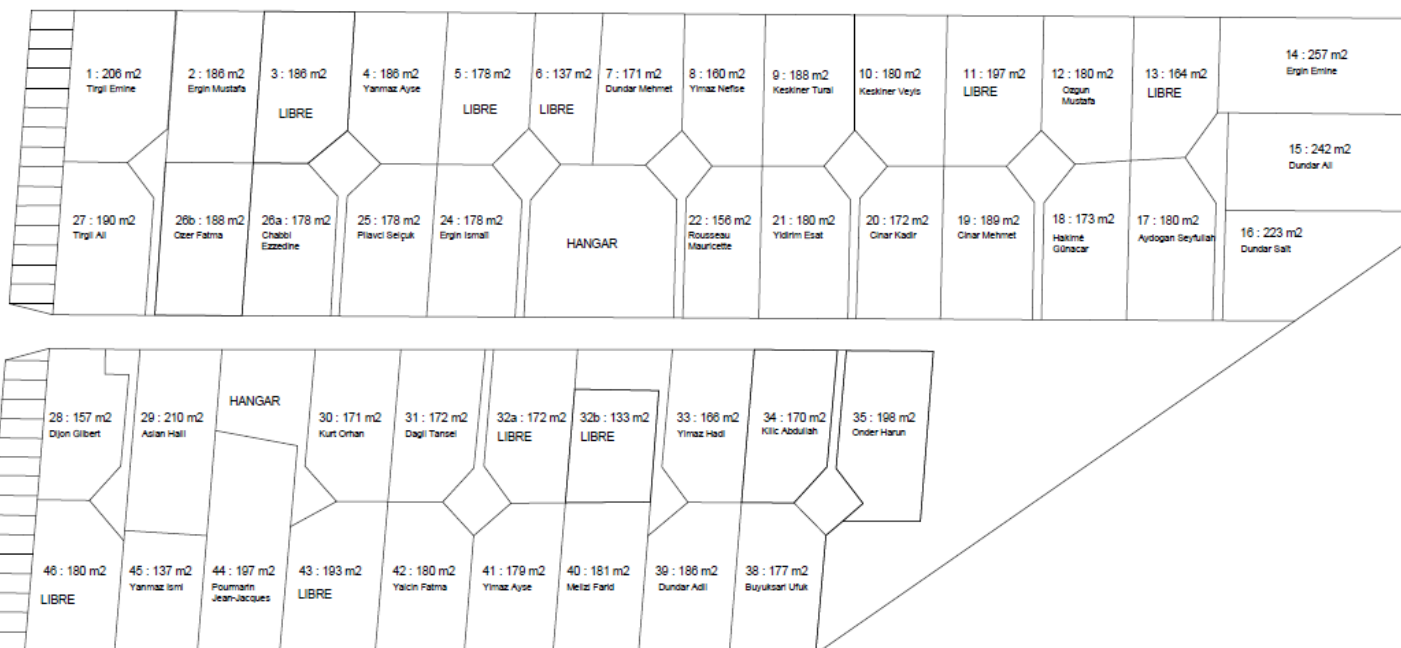 1 : 206 m2
Tirgil Emine
2 : 186 m2
Ergin Mustafa
3 : 186 m2
LIBRE
4 : 186 m2
Yanmaz Ayse
5 : 178 m2
LIBRE
6 : 137 m2
LIBRE
7 : 171 m2
Dundar Mehmet
8 : 160 m2
Yimaz Nefise
9 : 188 m2
Keskiner Tural
10 : 180 m2
Keskiner Veyis
11 : 197 m2
LIBRE
12 : 180 m2
Ozgun
Mustafa
13 : 164 m2
LIBRE
14 : 257 m2
Ergin Emine
15 : 242 m2
Dundar Ali
27 : 190 m2
Tirgil Ali
26b : 188 m2
Ozer Fatma
26a : 178 m2
Chabbi
Ezzedine
25 : 178 m2
Pilavci Selçuk
24 : 178 m2
Ergin Ismail
HANGAR
22 : 156 m2
Rousseau
Mauricette
21 : 180 m2
Yidirim Esat
20 : 172 m2
Cinar Kadir
19 : 189 m2
Cinar Mehmet
18 : 173 m2
Hakimé
Günacar
17 : 180 m2
Aydogan Seyfullah
16 : 223 m2
Dundar Sait
28 : 157 m2
Dijon Gilbert
29 : 210 m2
Aslan Halil
HANGAR
30 : 171 m2
Kurt Orhan
31 : 172 m2
Dagli Tansel
32a : 172 m2
LIBRE
32b : 133 m2
LIBRE
33 : 166 m2
Yimaz Hadi
34 : 170 m2
Kilic Abdullah
35 : 198 m2
Onder Harun
46 : 180 m2
LIBRE
45 : 137 m2
Yanmaz Ismi
44 : 197 m2
Pourmarin
Jean-Jacques
43 : 193 m2
LIBRE
42 : 180 m2
Yalcin Fatma
41 : 179 m2
Yimaz Ayse
40 : 181 m2
Melizi Farid
39 : 186 m2
Dundar Adil
38 : 177 m2
Buyuksari Ufuk